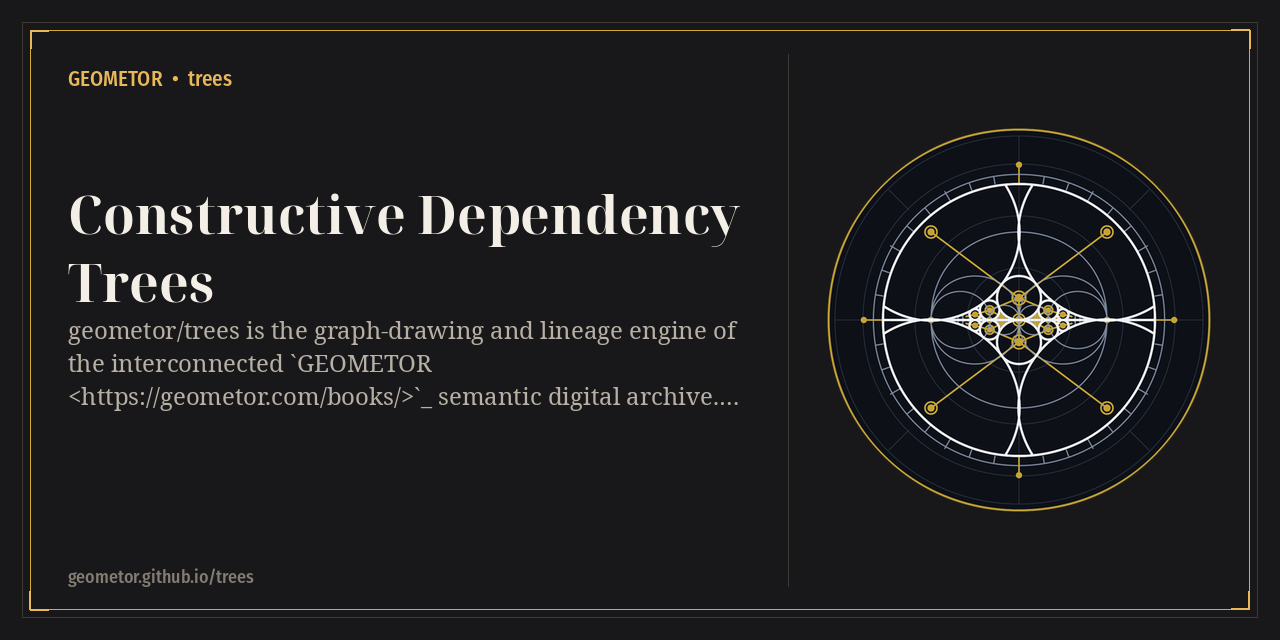 GEOMETOR • trees
Constructive Dependency
Trees
geometor/trees is the graph-drawing and lineage engine of
the interconnected `GEOMETOR
<https://geometor.com/books/>`_ semantic digital archive....
geometor.github.io/trees